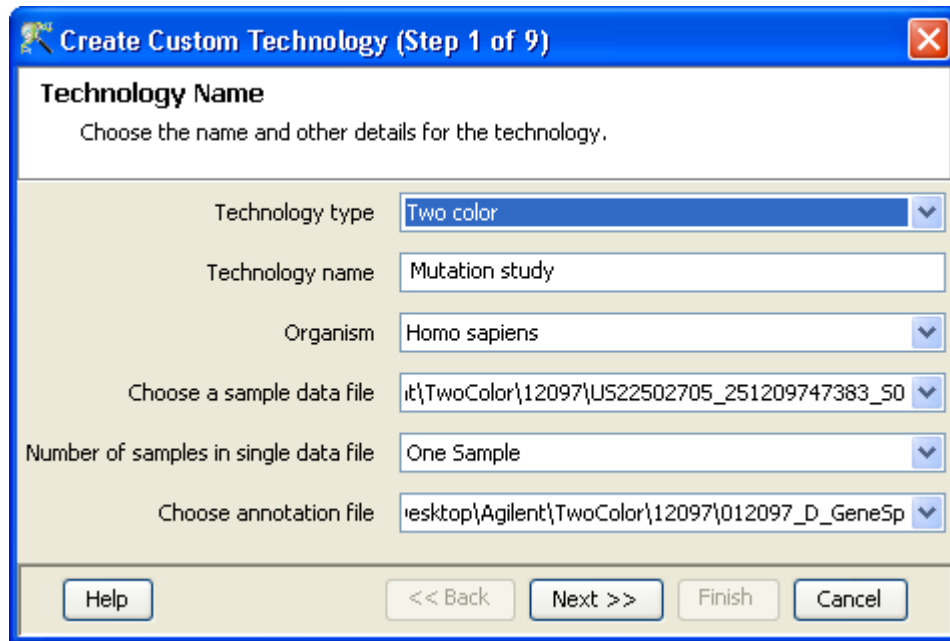 Create Custom Technology (Step 1 of 9)
Technology Name
Choose the name and other details for the technology.
Technology type Two color
Technology name Mutation study
Organism Homo sapiens
Choose a sample data file it\TwoColor\12097\US22502705_251209747383_S0
Number of samples in single data file One Sample
Choose annotation file esktop\Agilent\TwoColor\12097\012097_D_GeneSp
Help << Back Next >> Finish Cancel